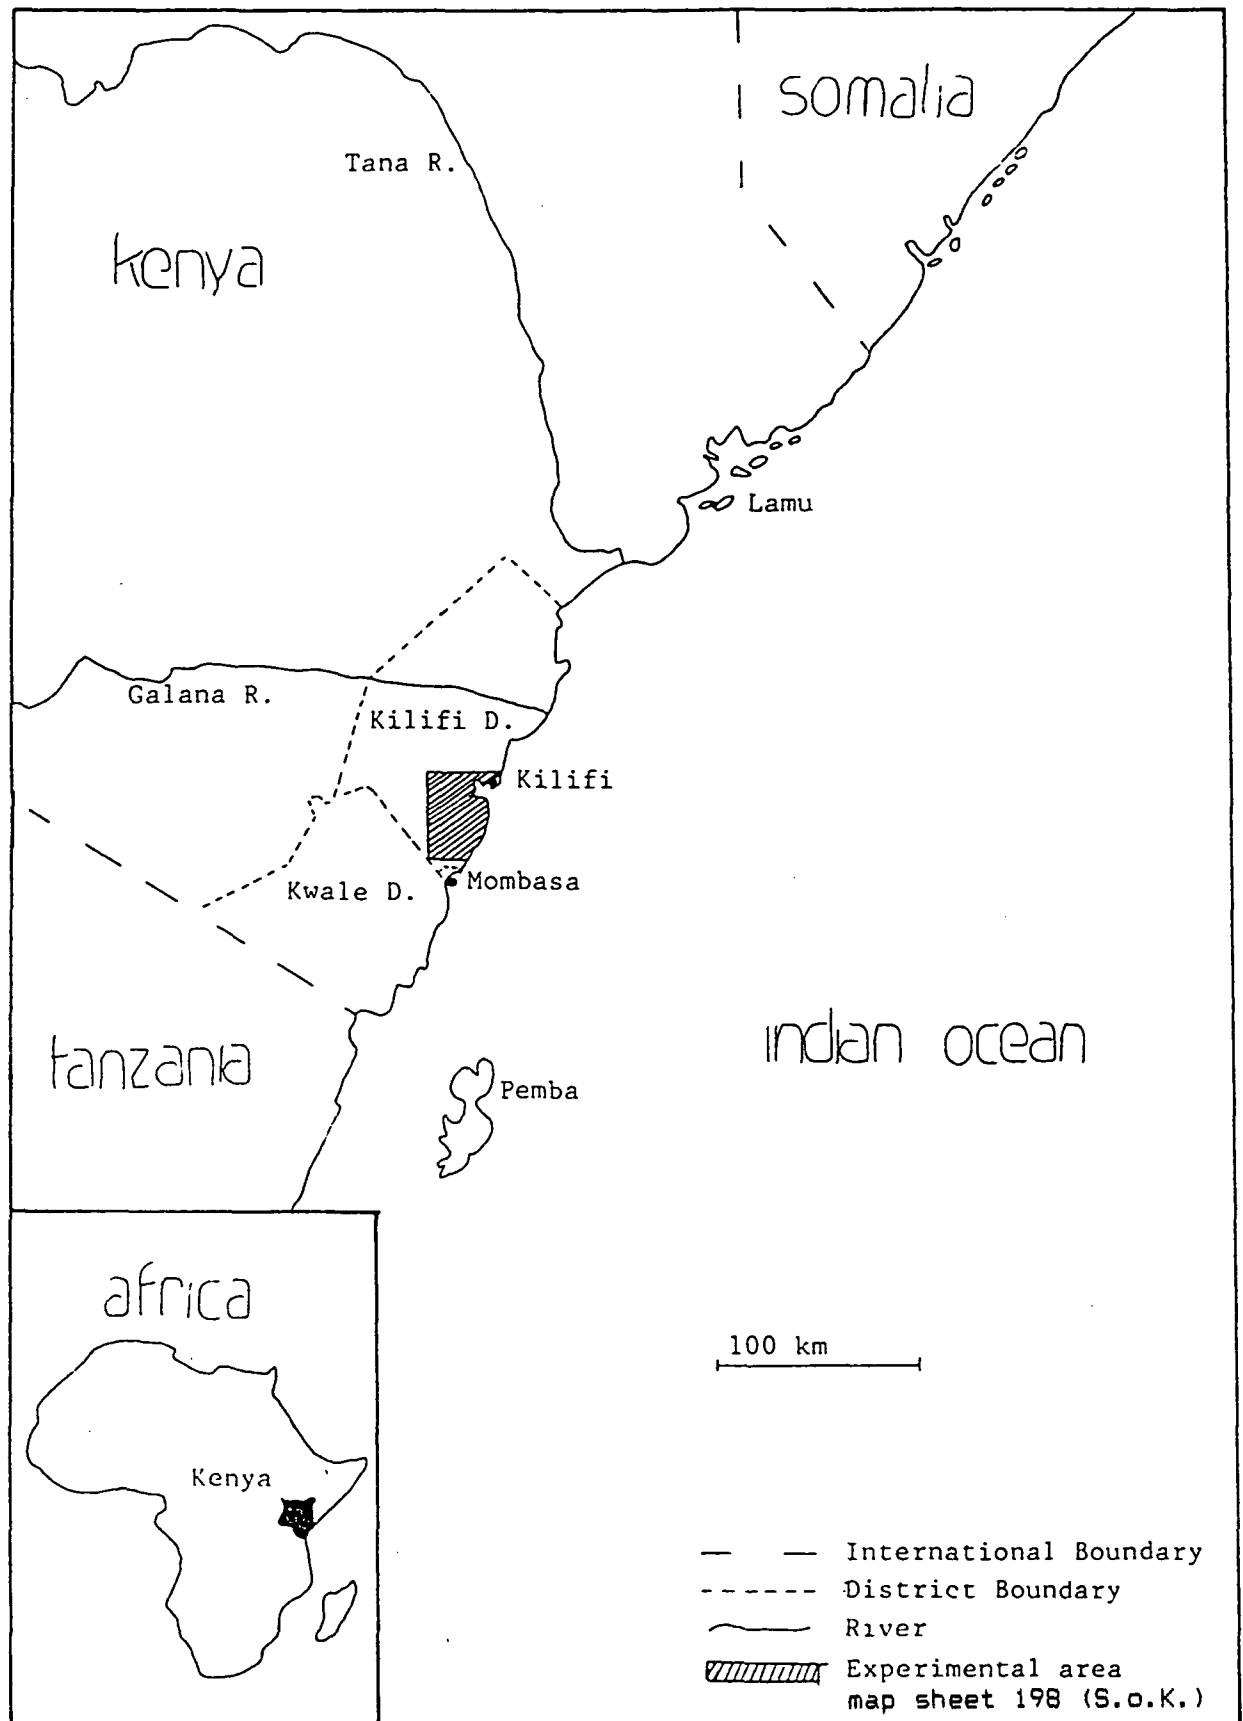 somalia
Tana R.
kenya
Lamu
Galana R.
Kilifi D.
Kilifi
Kwale D.
Mombasa
indian ocean
tanzania
Pemba
africa
100 km
Kenya
International Boundary
District Boundary
River
Experimental area
map sheet 198 (S.o.K.)